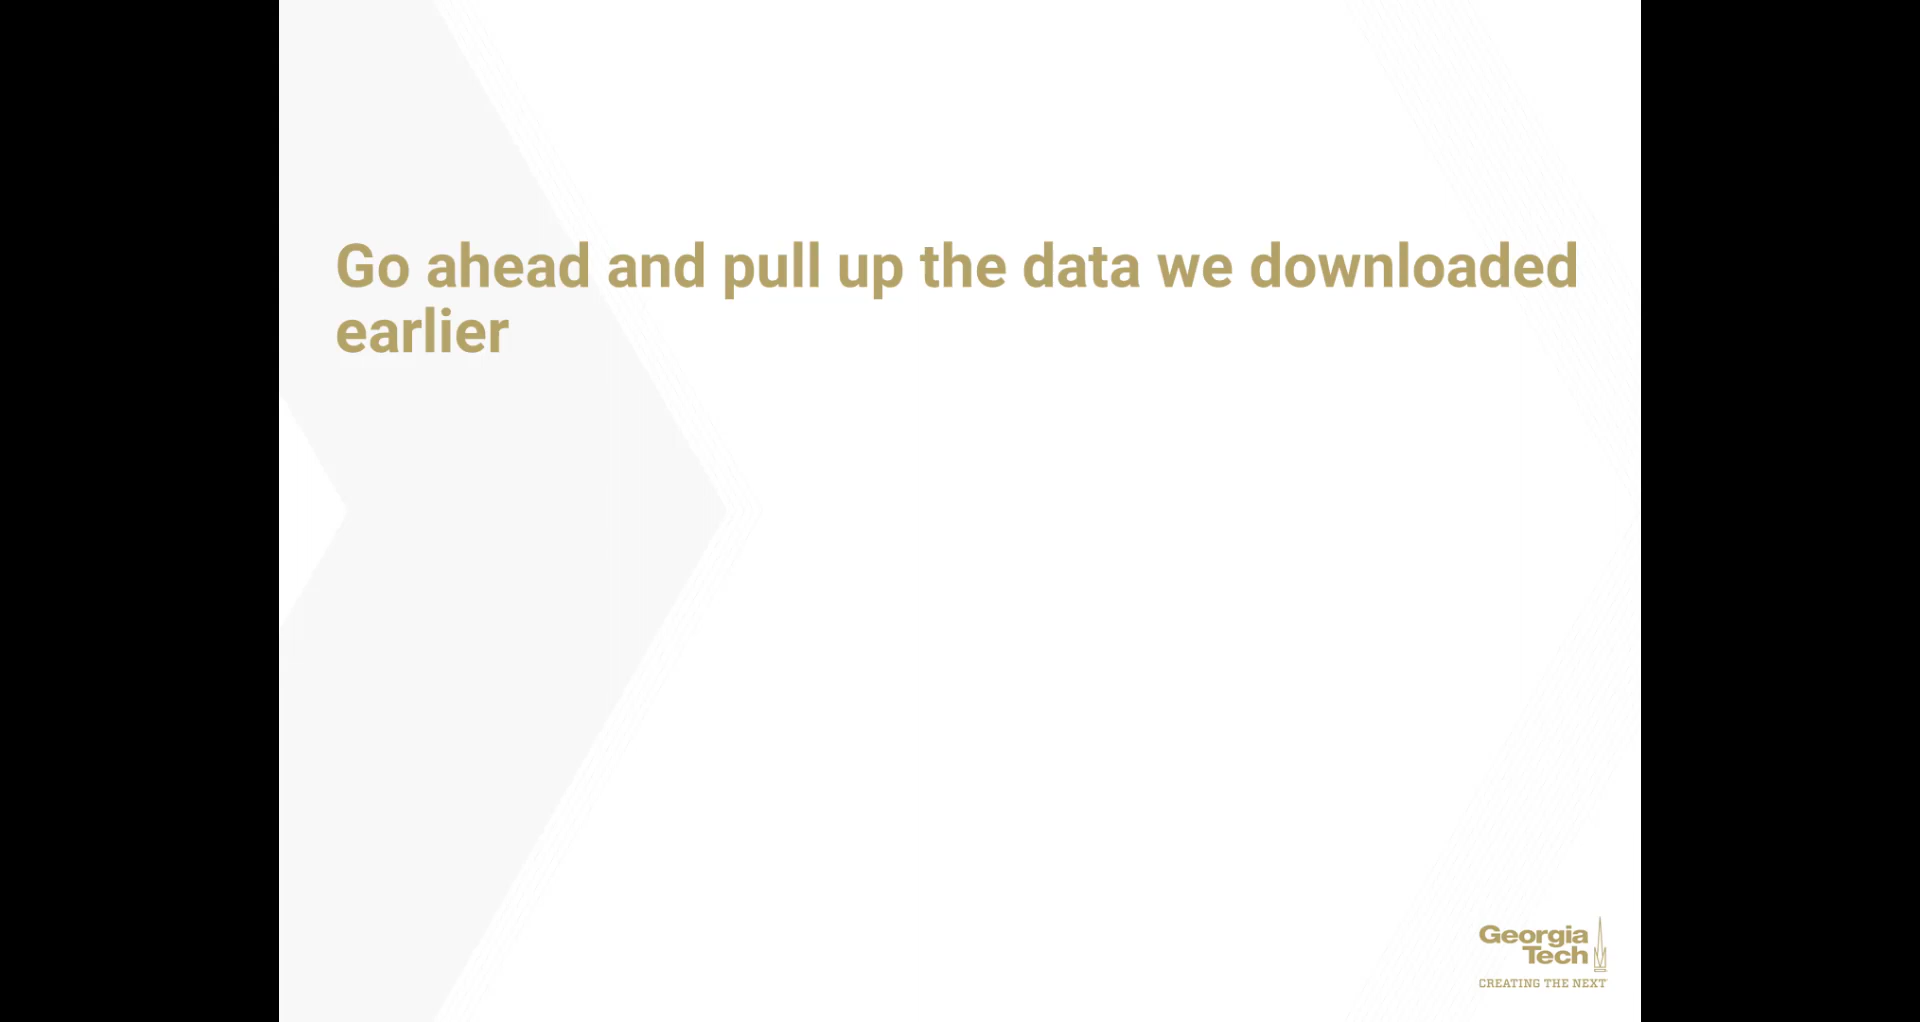 Go ahead and pull up the data we downloaded
earlier
Georgia
Tech
CREATING THE NEXT